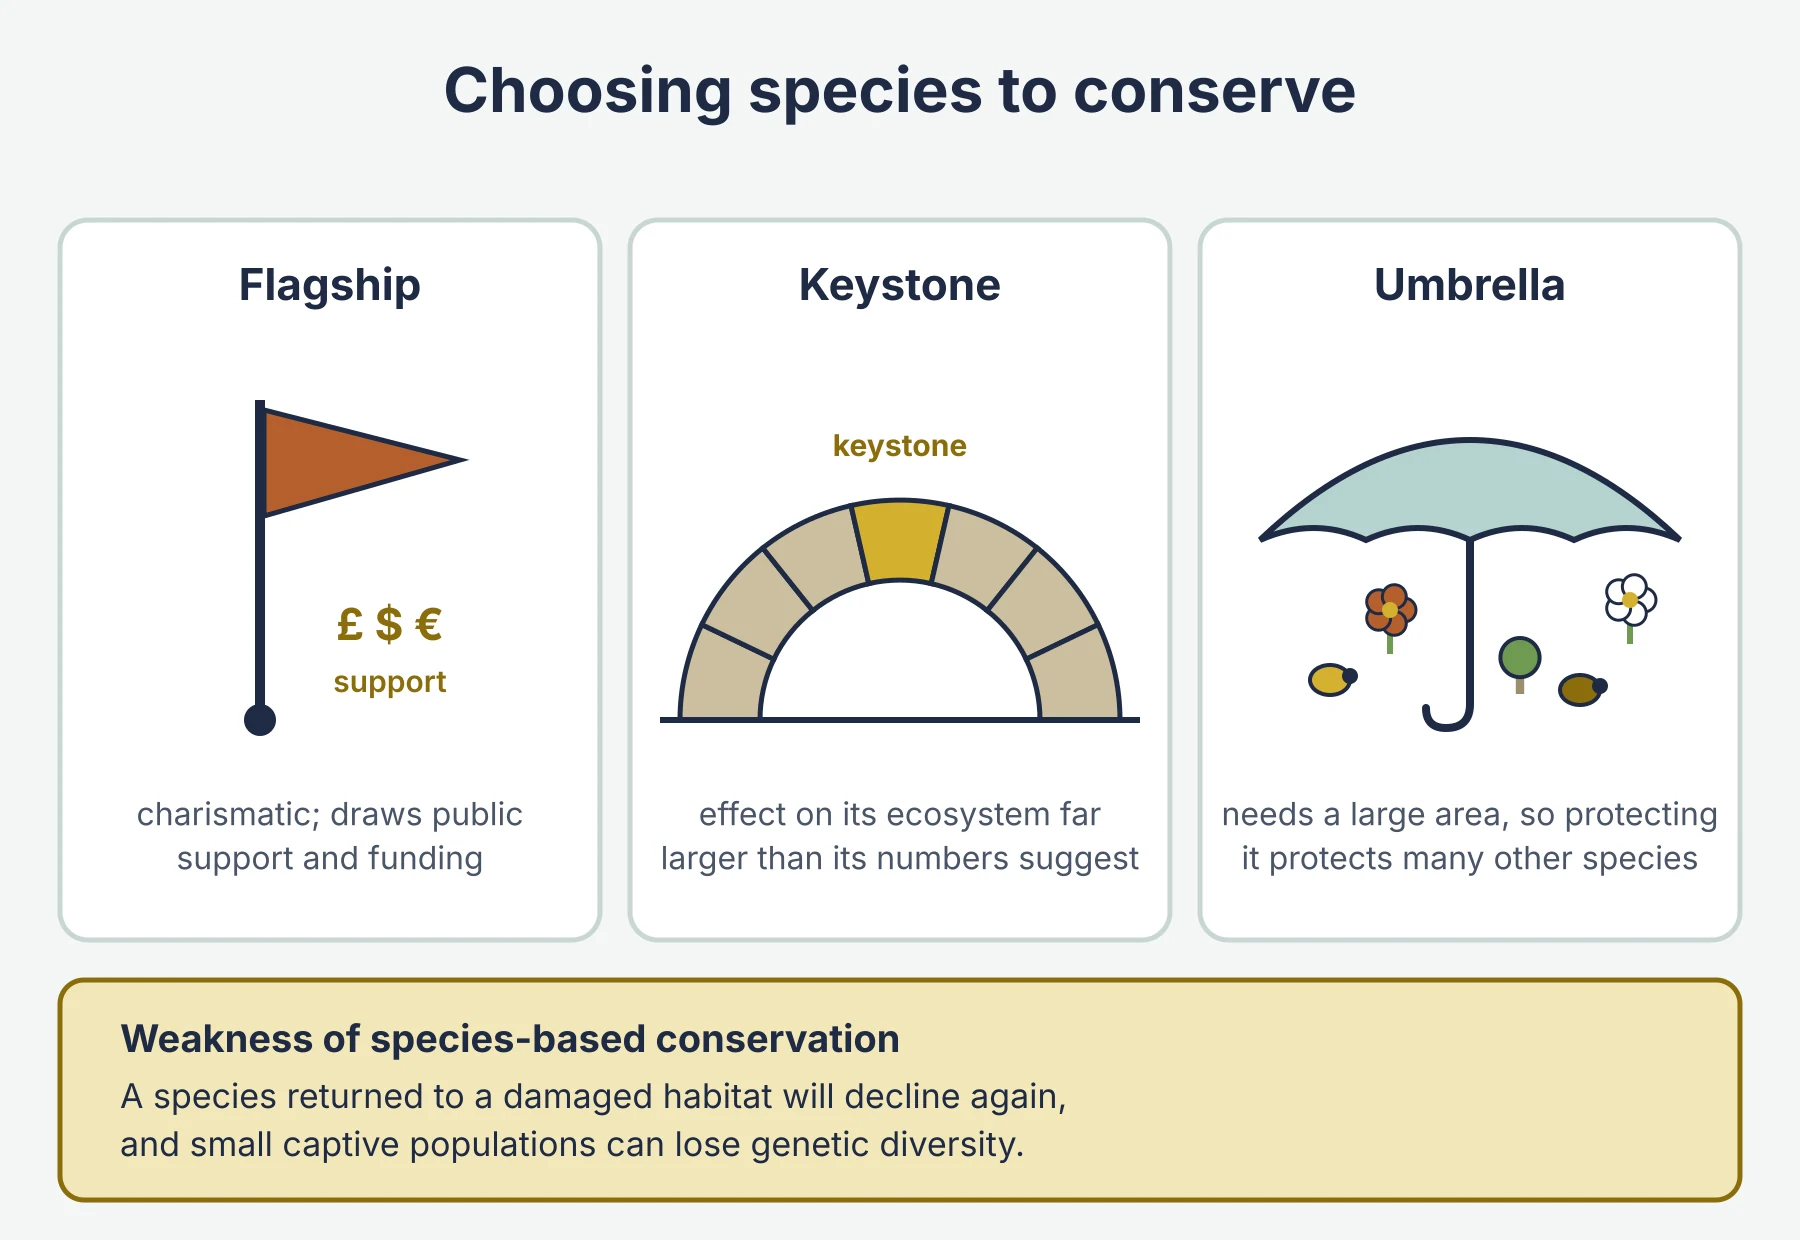 Choosing species to conserve
Flagship
£ $ €
support
charismatic; draws public
support and funding
Keystone
keystone
effect on its ecosystem far
larger than its numbers suggest
Umbrella
needs a large area, so protecting
it protects many other species
Weakness of species-based conservation
A species returned to a damaged habitat will decline again,
and small captive populations can lose genetic diversity.